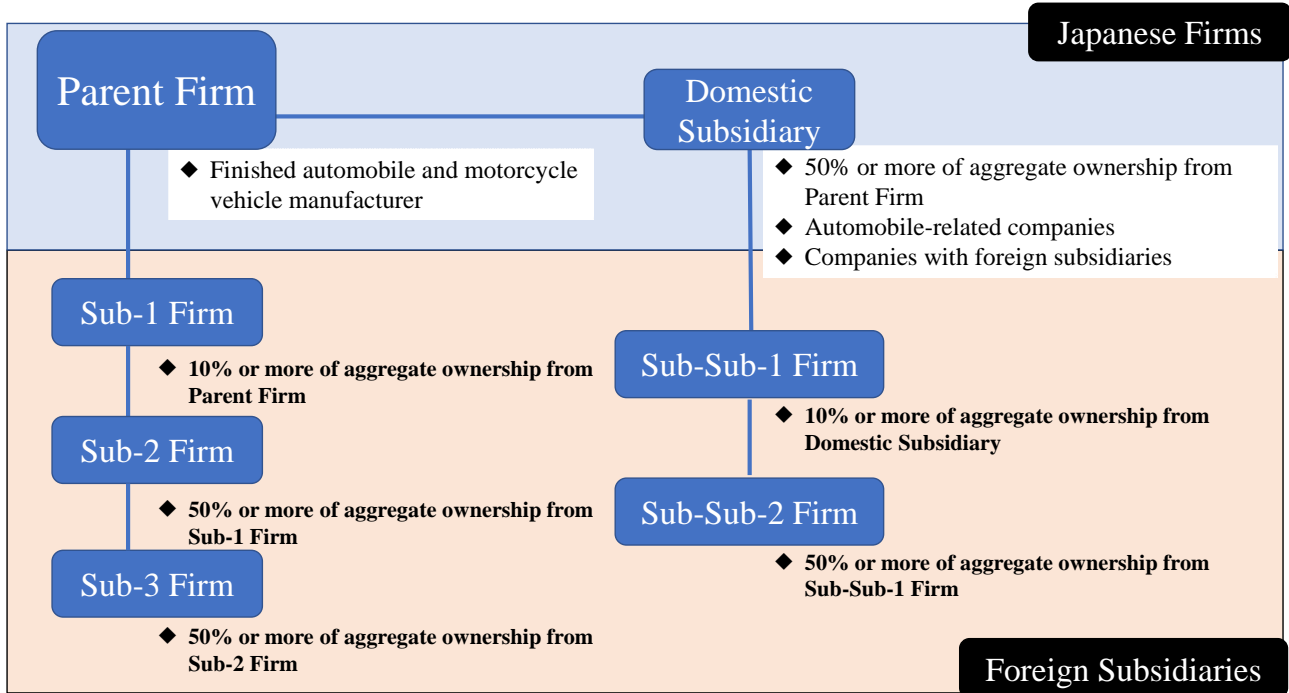 Japanese Firms
Parent Firm
Domestic
Subsidiary
◆ Finished automobile and motorcycle
vehicle manufacturer
◆ 50% or more of aggregate ownership from
Parent Firm
◆ Automobile-related companies
◆ Companies with foreign subsidiaries
Sub-1 Firm
◆ 10% or more of aggregate ownership from
Parent Firm
Sub-2 Firm
◆ 50% or more of aggregate ownership from
Sub-1 Firm
Sub-3 Firm
◆ 50% or more of aggregate ownership from
Sub-2 Firm
Sub-Sub-1 Firm
◆ 10% or more of aggregate ownership from
Domestic Subsidiary
Sub-Sub-2 Firm
◆ 50% or more of aggregate ownership from
Sub-Sub-1 Firm
Foreign Subsidiaries